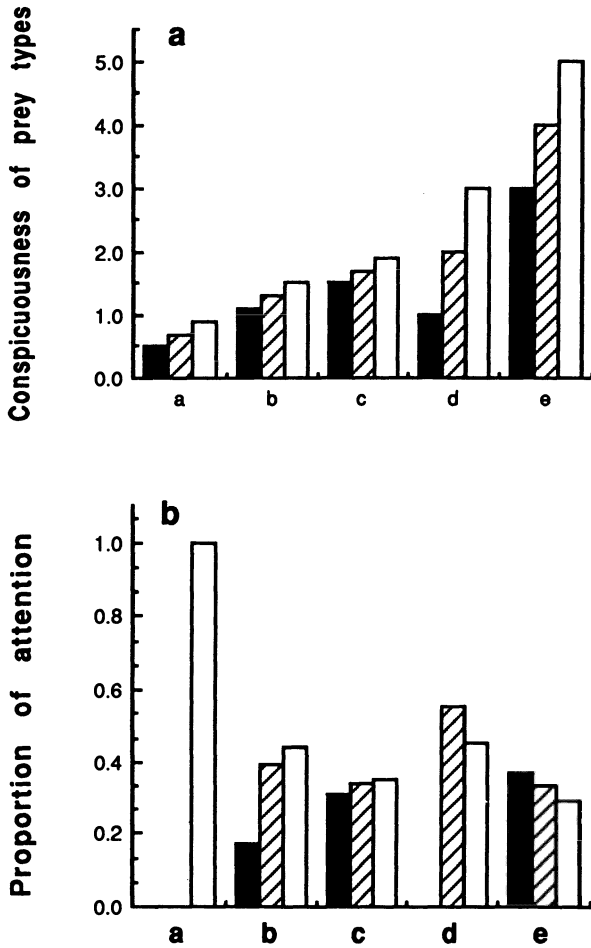 a
Conspicuousness of prey types
5.0
4.0
3.0
2.0
1.0
0.0
a b c d e
b
Proportion of attention
1.0
0.8
0.6
0.4
0.2
0.0
a b c d e